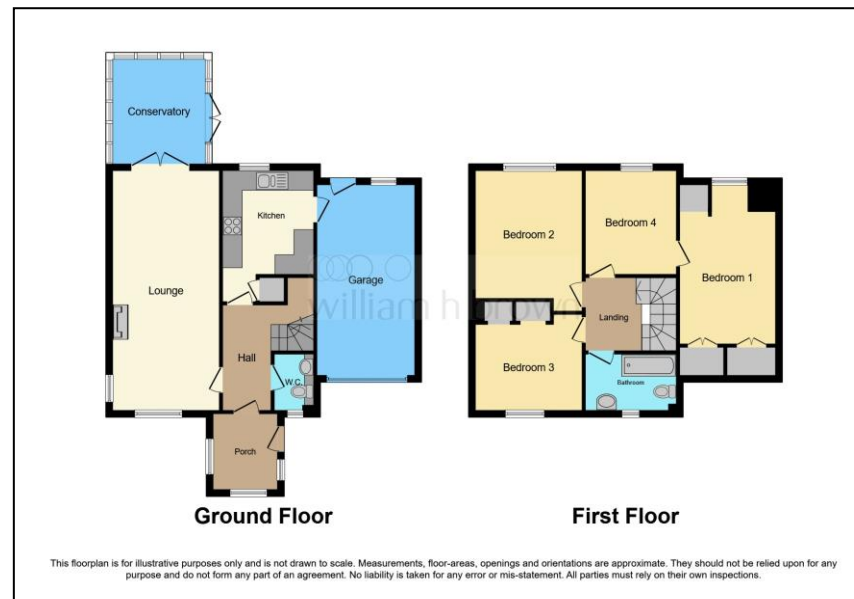 Conservatory
Kitchen
Lounge
Garage
Hall
W.C.
Porch
Ground Floor
Bedroom 2
Bedroom 4
Bedroom 1
Landing
Bedroom 3
Bathroom
First Floor
william h brown
This floorplan is for illustrative purposes only and is not drawn to scale. Measurements, floor-areas, openings and orientations are approximate. They should not be relied upon for any
purpose and do not form any part of an agreement. No liability is taken for any error or mis-statement. All parties must rely on their own inspections.